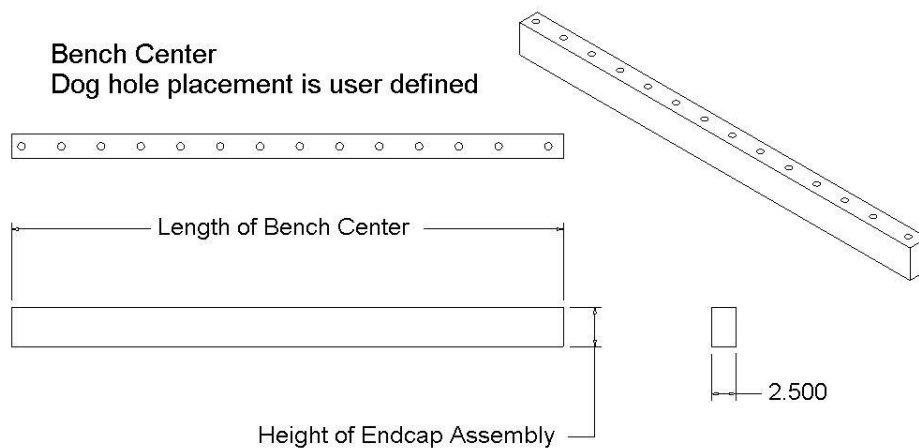 Bench Center
Dog hole placement is user defined
Length of Bench Center
2.500
Height of Endcap Assembly